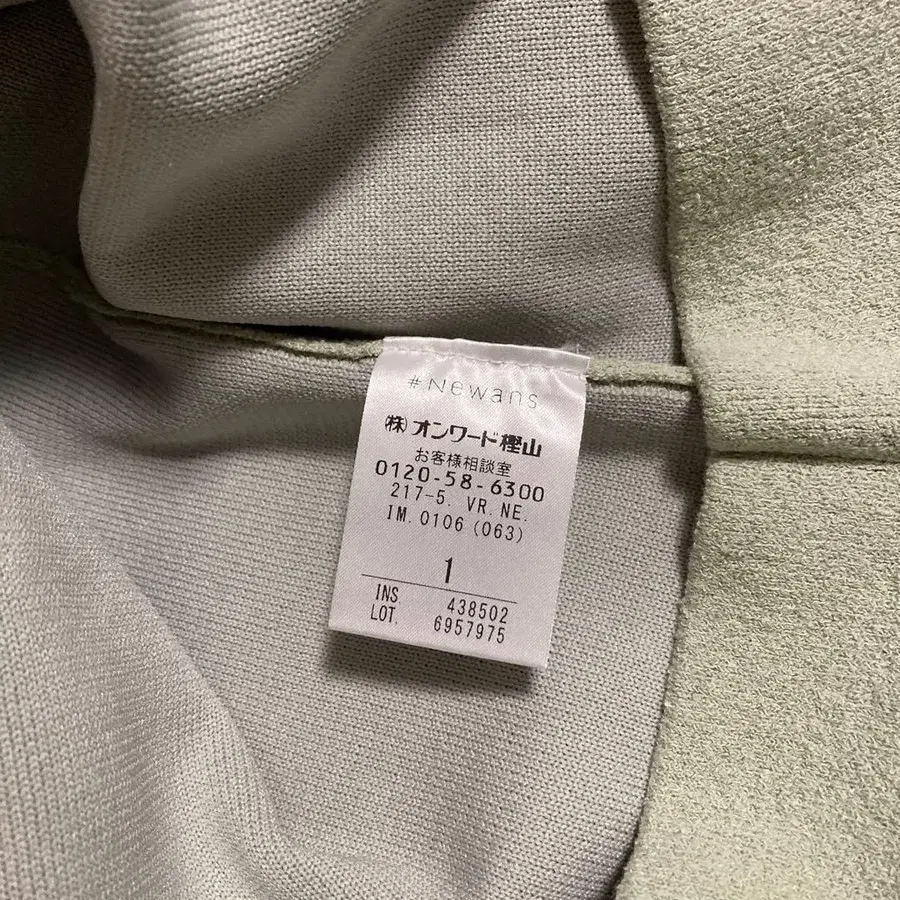 #Newans
㈱オンワード樫山
お客様相談室
0120-58-6300
217-5. VR. NE.
IM. 0106 (063)
1
INS. 438502
LOT. 6957975